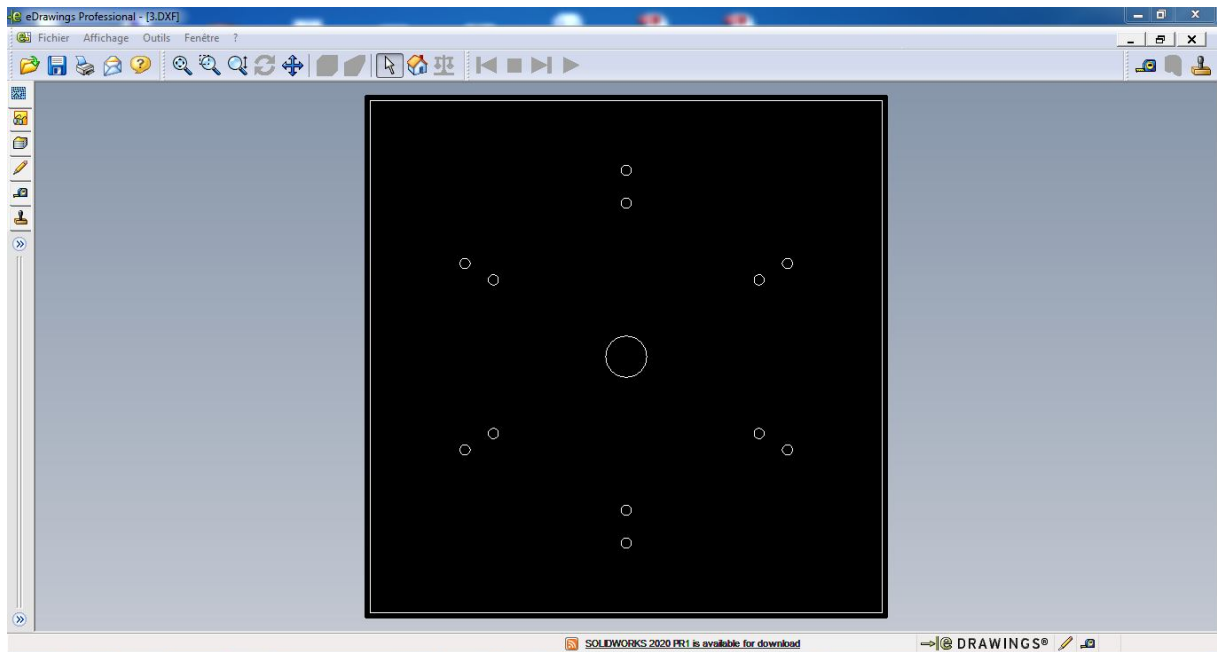 eDrawings Professional - [3.DXF]
Fichier Affichage Outils Fenêtre ?
SOLIDWORKS 2020 PR1 is available for download
e DRAWINGS®